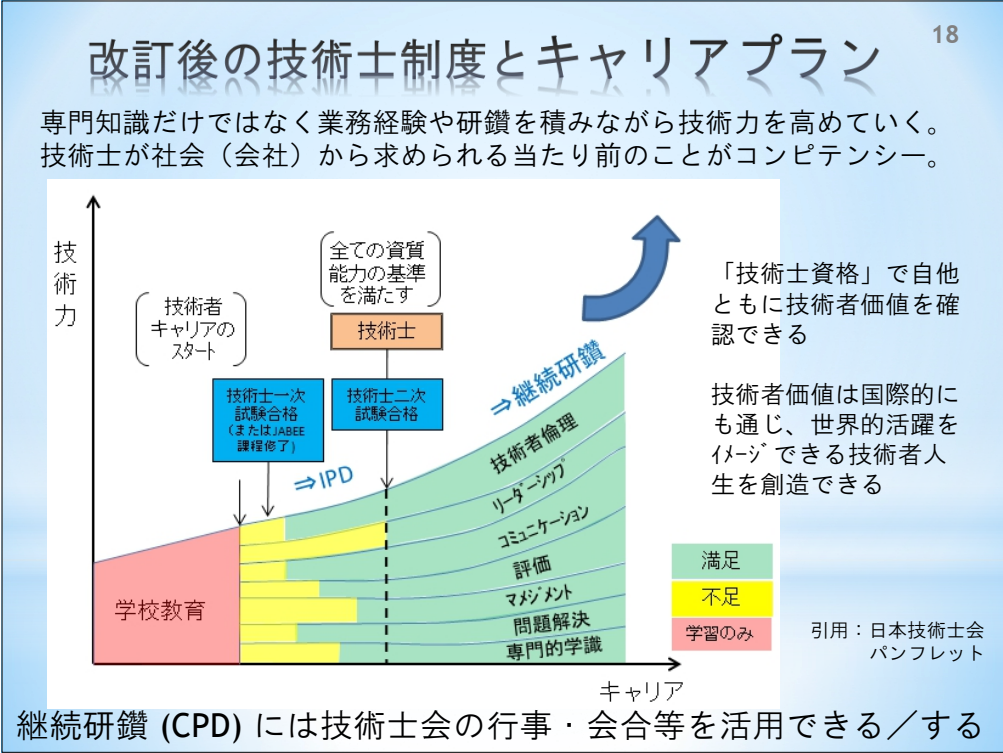 18
改訂後の技術士制度とキャリアプラン
専門知識だけではなく業務経験や研鑽を積みながら技術力を高めていく。
技術士が社会（会社）から求められる当たり前のことがコンピテンシー。
技術力
技術者
キャリアの
スタート
全ての資質
能力の基準
を満たす
技術士
技術士一次
試験合格
（またはJABEE
課程修了）
技術士二次
試験合格
⇒IPD
⇒継続研鑽
技術者倫理
リーダーシップ
コミュニケーション
評価
マネジメント
問題解決
専門的学識
学校教育
キャリア
「技術士資格」で自他
ともに技術者価値を確
認できる
技術者価値は国際的に
も通じ、世界的活躍を
イメージできる技術者人
生を創造できる
満足
不足
学習のみ
引用：日本技術士会
パンフレット
継続研鑽 (CPD) には技術士会の行事・会合等を活用できる／する